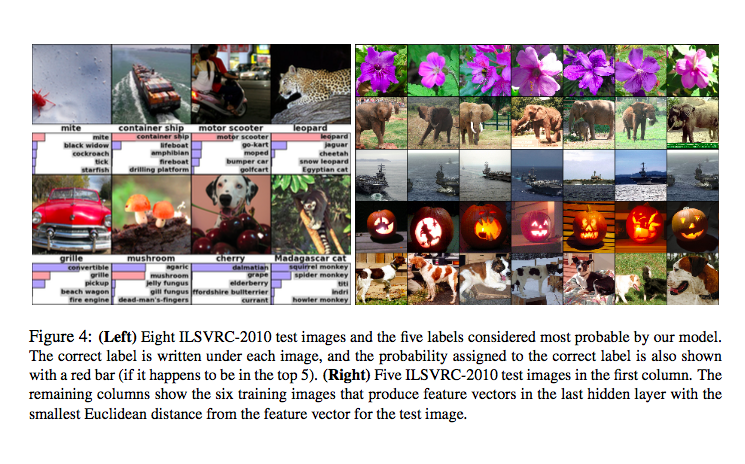 mite container ship motor scooter leopard
mite container ship motor scooter leopard
black widow lifeboat go-kart jaguar
cockroach amphibian moped cheetah
tick fireboat bumper car snow leopard
starfish drilling platform golfcart Egyptian cat
grille mushroom cherry Madagascar cat
convertible agaric dalmatian squirrel monkey
grille mushroom grape spider monkey
pickup jelly fungus elderberry titi
beach wagon gill fungus ffordshire bullterrier indri
fire engine dead-man's-fingers currant howler monkey
Figure 4: (Left) Eight ILSVRC-2010 test images and the five labels considered most probable by our model.
The correct label is written under each image, and the probability assigned to the correct label is also shown
with a red bar (if it happens to be in the top 5). (Right) Five ILSVRC-2010 test images in the first column. The
remaining columns show the six training images that produce feature vectors in the last hidden layer with the
smallest Euclidean distance from the feature vector for the test image.